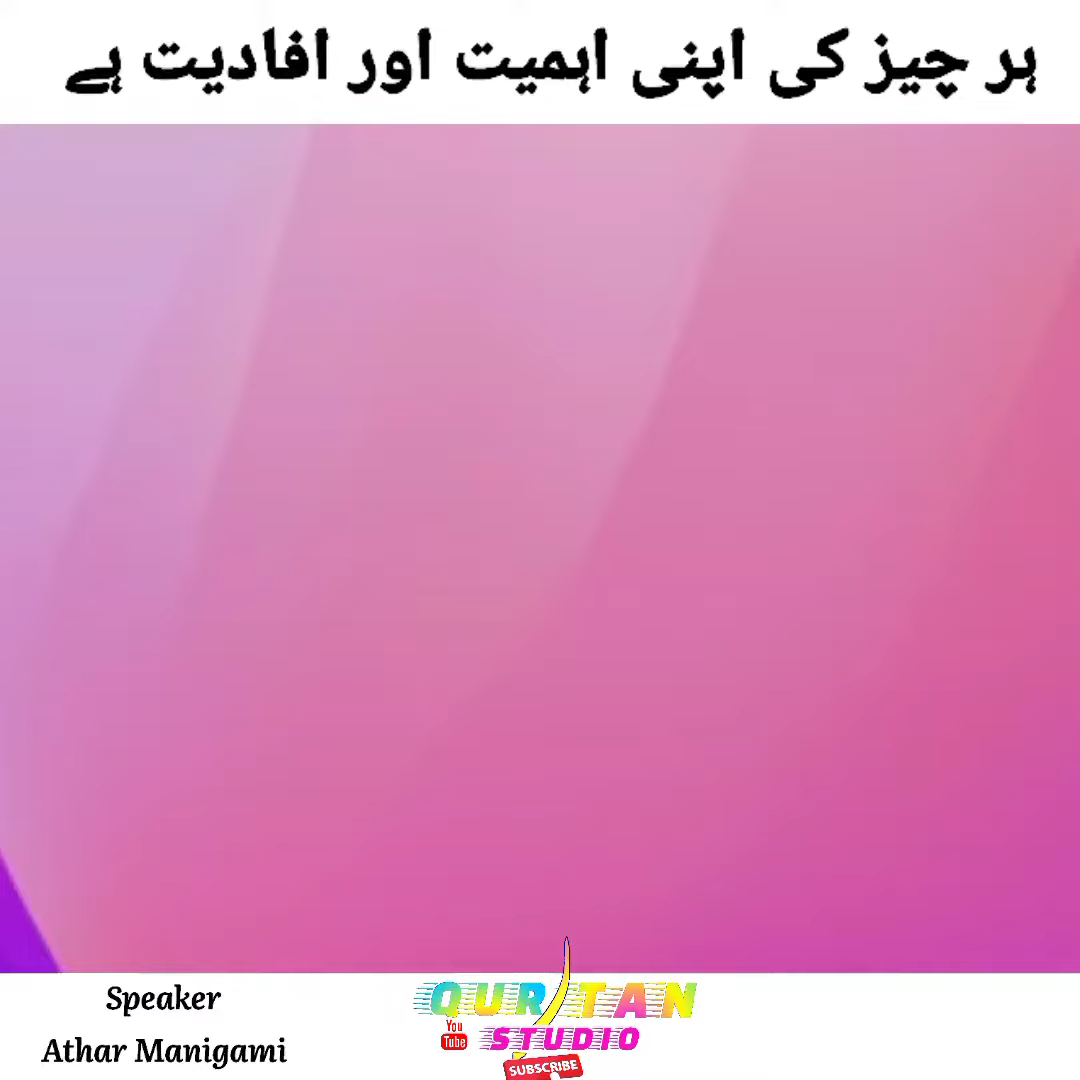 ہر چیز کی اپنی اہمیت اور افادیت ہے
Speaker
Athar Manigami
QURTAN
You
Tube
STUDIO
SUBSCRIBE